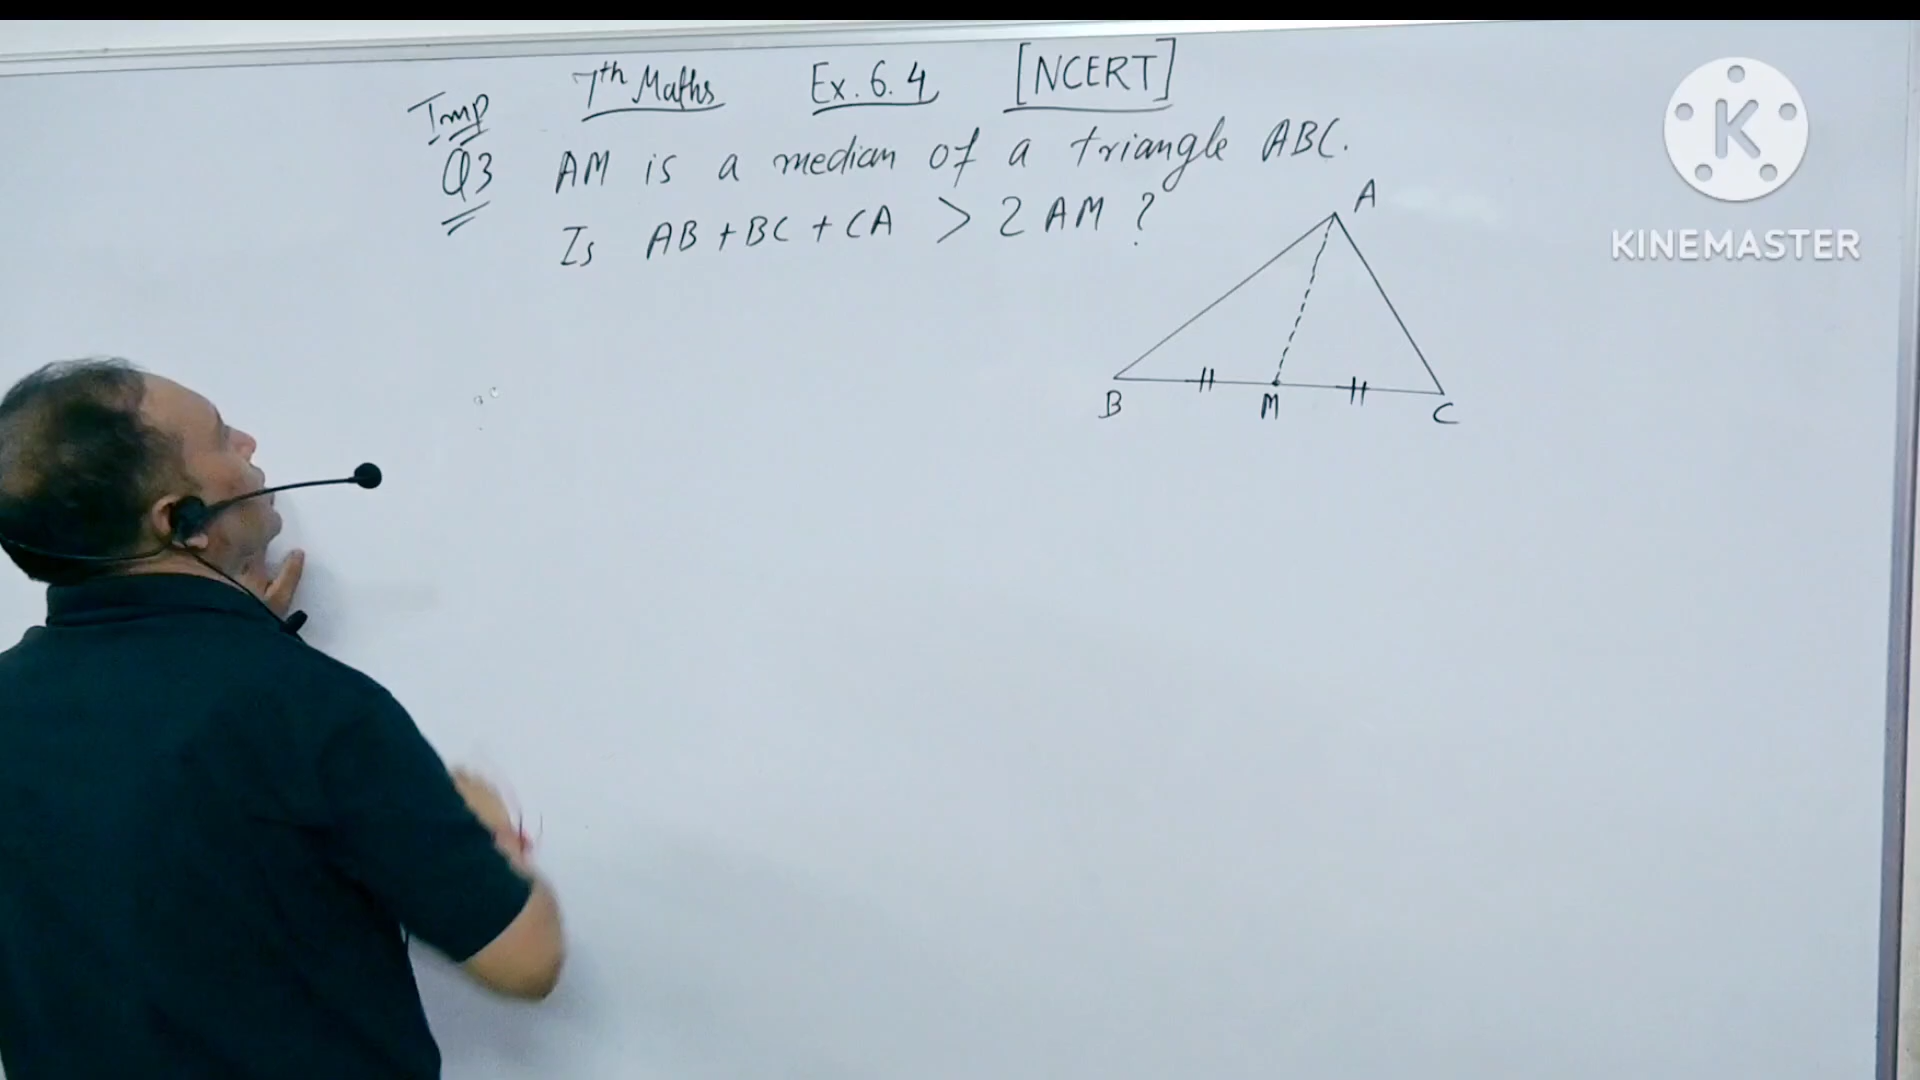 7th Maths Ex. 6.4 [NCERT]
Imp
Q3 AM is a median of a triangle ABC.
Is AB + BC + CA > 2 AM ?
A
B
M
C
K
KINEMASTER